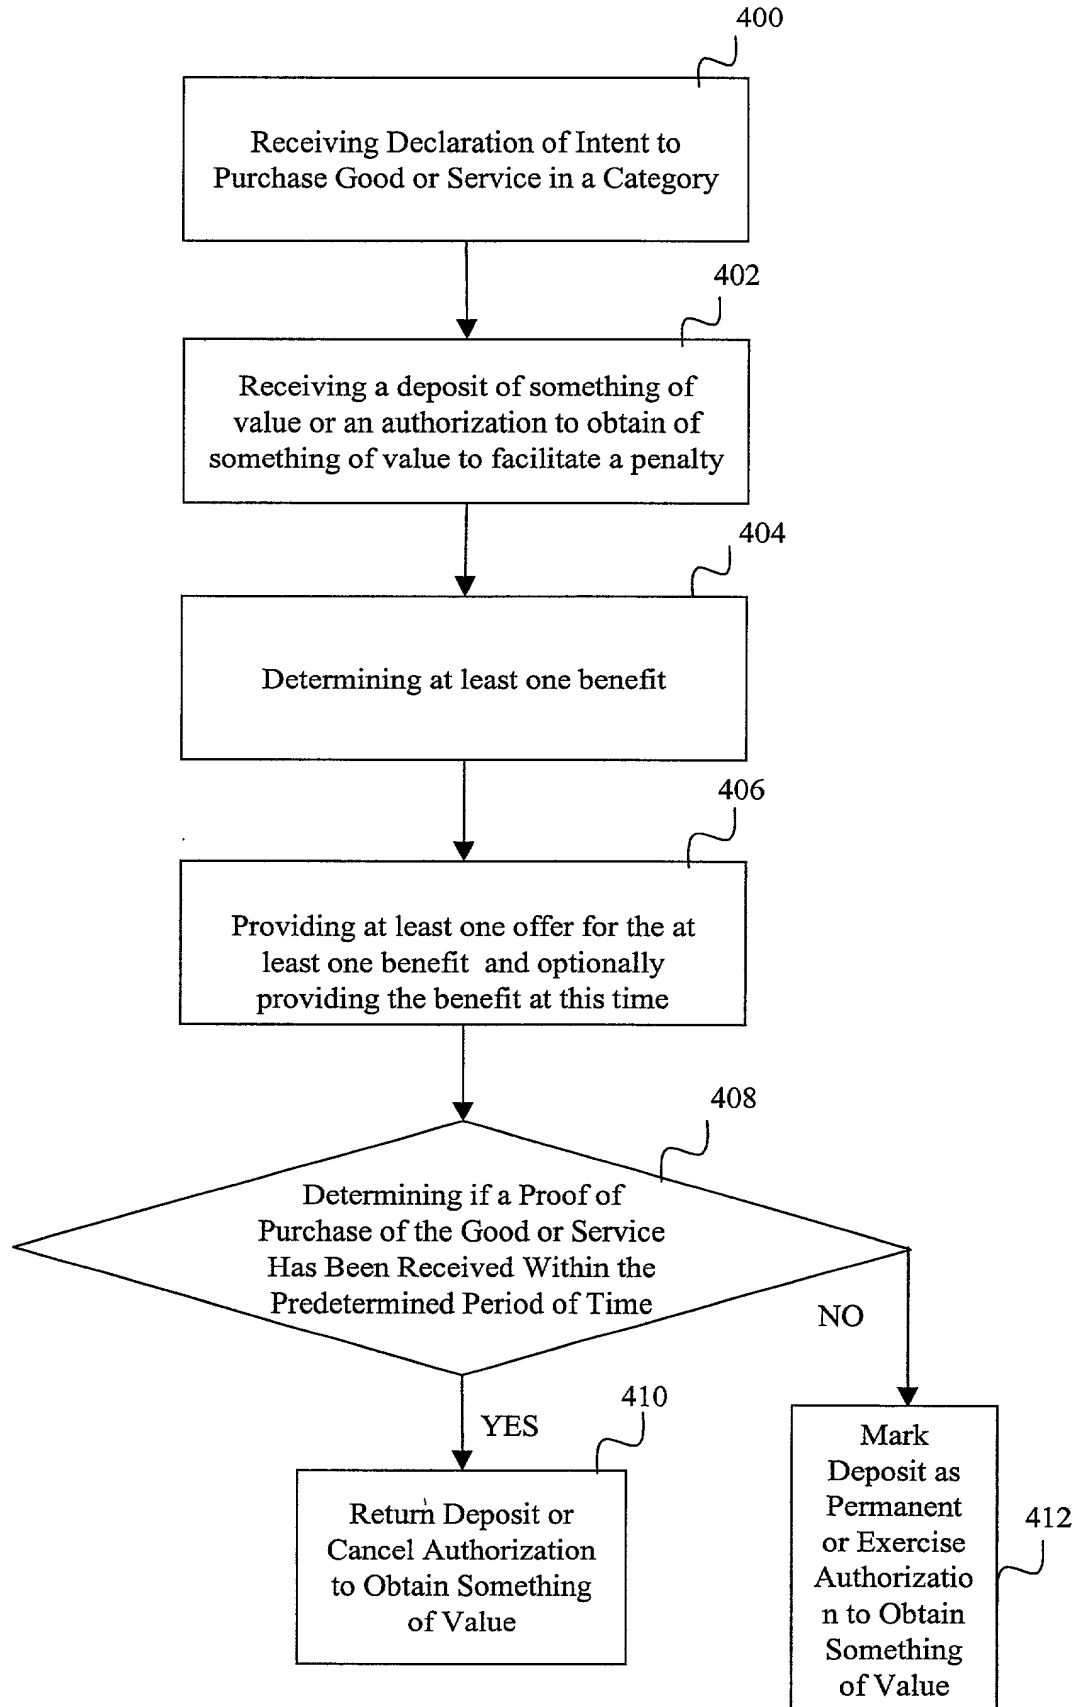 400
Receiving Declaration of Intent to
Purchase Good or Service in a Category
402
Receiving a deposit of something of
value or an authorization to obtain of
something of value to facilitate a penalty
404
Determining at least one benefit
406
Providing at least one offer for the at
least one benefit and optionally
providing the benefit at this time
408
Determining if a Proof of
Purchase of the Good or Service
Has Been Received Within the
Predetermined Period of Time
NO
YES
410
Return Deposit or
Cancel Authorization
to Obtain Something
of Value
412
Mark
Deposit as
Permanent
or Exercise
Authorizatio
n to Obtain
Something
of Value